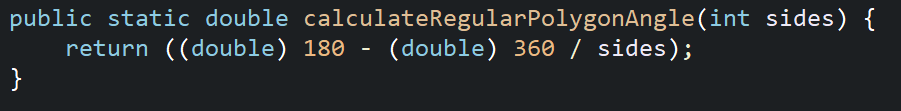 public static double calculateRegularPolygonAngle(int sides) {
    return ((double) 180 - (double) 360 / sides);
}